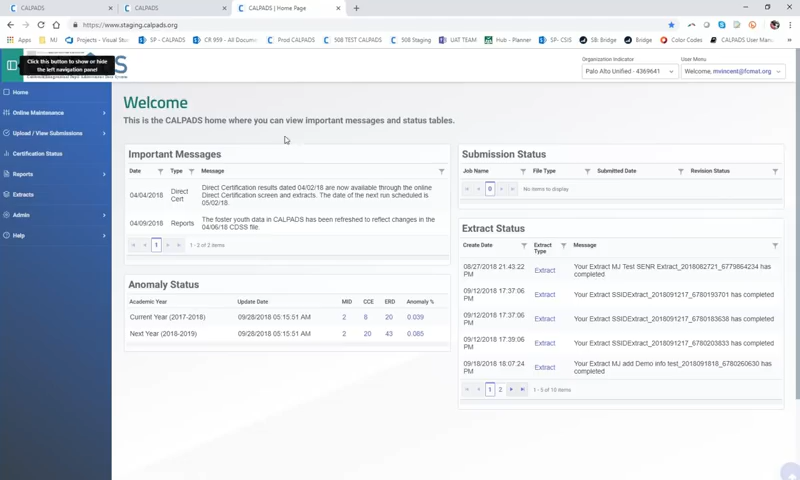 CALPADS
CALPADS
CALPADS | Home Page
https://www.staging.calpads.org
Apps
MJ
Projects - Visual Stu
SP - CALPADS
CR 959 - All Docume
Prod CALPADS
508 TEST CALPADS
508 Staging
UAT TEAM
Hub - Planner
SP - CSIS
SB: Bridge
Bridge
Color Codes
CALPADS User Man
Click this button to show or hide
the left navigation panel
Organization Indicator
User Menu
Palo Alto Unified - 4369641
Welcome, mvincent@fcmat.org
Home
Online Maintenance
Upload / View Submissions
Certification Status
Reports
Extracts
Admin
Help
Welcome
This is the CALPADS home where you can view important messages and status tables.
Important Messages
Date Type Message
04/04/2018 Direct Cert Direct Certification results dated 04/02/18 are now available through the online
Direct Certification screen and extracts. The date of the next run scheduled is
05/02/18.
04/09/2018 Reports The foster youth data in CALPADS has been refreshed to reflect changes in the
04/06/18 CDSS file.
1
1 - 2 of 2 items
Anomaly Status
Academic Year Update Date MID CCE ERD Anomaly %
Current Year (2017-2018) 09/28/2018 05:15:51 AM 2 8 20 0.039
Next Year (2018-2019) 09/28/2018 05:15:51 AM 2 20 43 0.085
Submission Status
Job Name File Type Submitted Date Revision Status
0
No items to display
Extract Status
Create Date Extract Type Message
08/27/2018 21:43:22 PM Extract Your Extract MJ Test SENR Extract_2018082721_6779864234 has
completed
09/12/2018 17:37:06 PM Extract Your Extract SSIDExtract_2018091217_6780193701 has completed
09/12/2018 17:37:06 PM Extract Your Extract SSIDExtract_2018091217_6780183638 has completed
09/12/2018 17:39:06 PM Extract Your Extract SSIDExtract_2018091217_6780203833 has completed
09/18/2018 18:07:24 PM Extract Your Extract MJ add Demo info test_2018091818_6780260630 has
completed
1 2
1 - 5 of 10 items